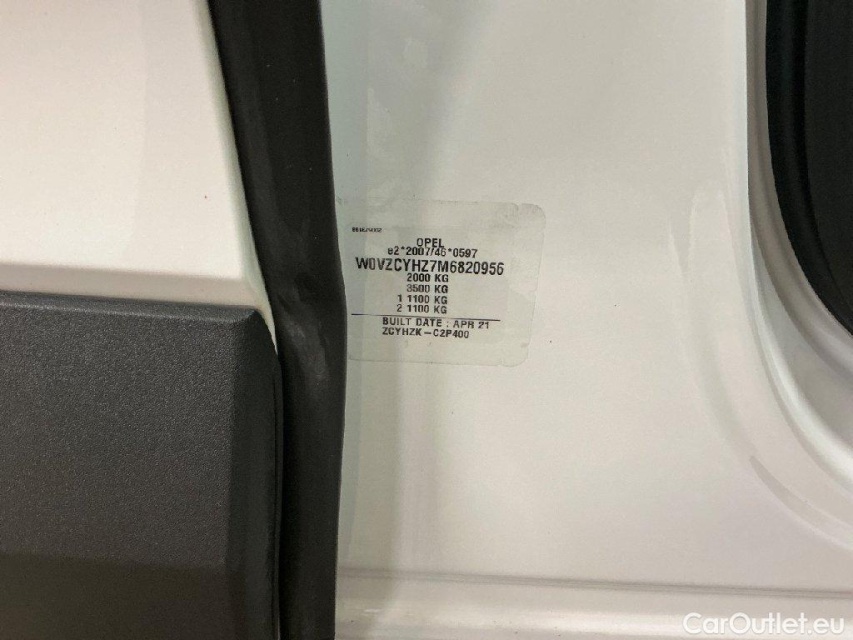 OPEL
e2*2007/46*0597
W0VZCYHZ7M6820956
2000 KG
3500 KG
1 1100 KG
2 1100 KG
BUILT DATE : APR 21
ZCYHZK-C2P400
CarOutlet.eu